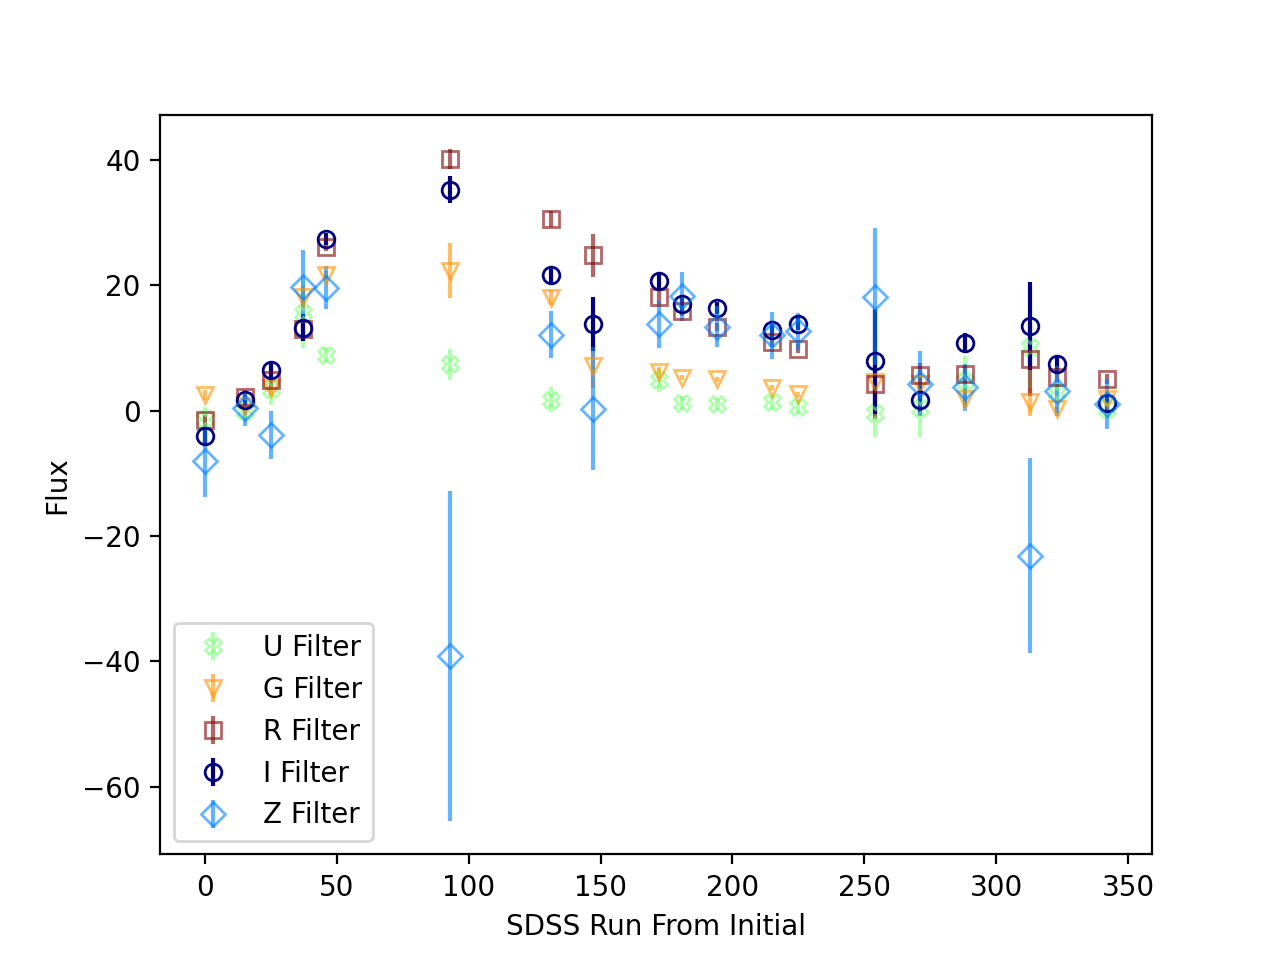 40
20
0
−20
−40
−60
Flux
U Filter
G Filter
R Filter
I Filter
Z Filter
0 50 100 150 200 250 300 350
SDSS Run From Initial